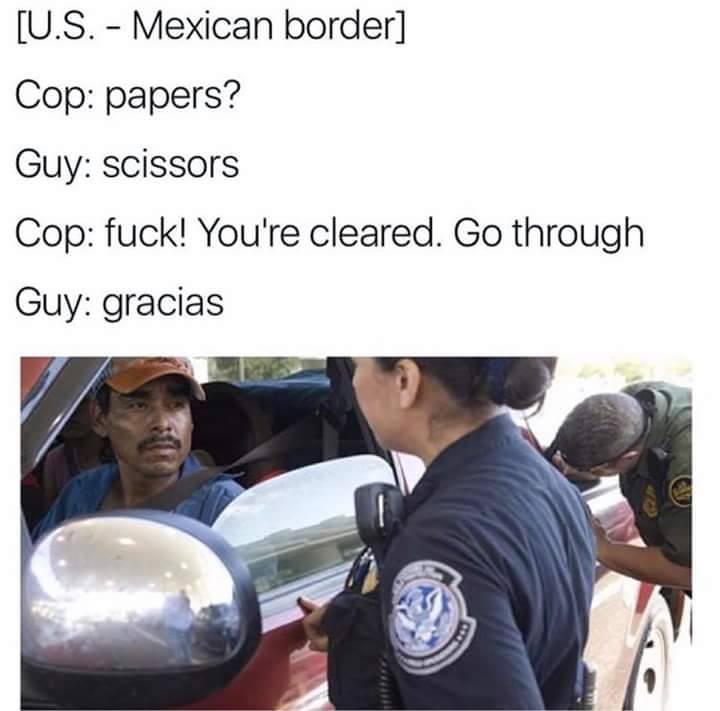 [U.S. - Mexican border]
Cop: papers?
Guy: scissors
Cop: fuck! You're cleared. Go through
Guy: gracias